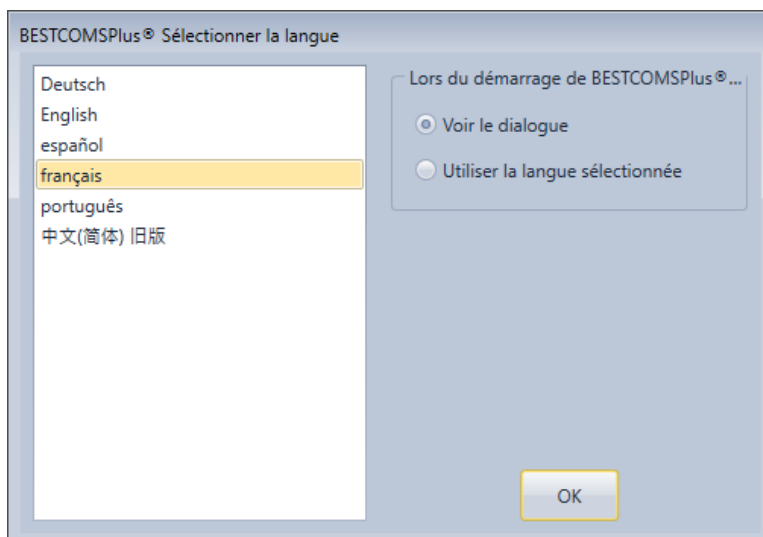 BESTCOMSPlus® Sélectionner la langue
Deutsch
English
español
français
português
中文(简体) 旧版
Lors du démarrage de BESTCOMSPlus®...
Voir le dialogue
Utiliser la langue sélectionnée
OK